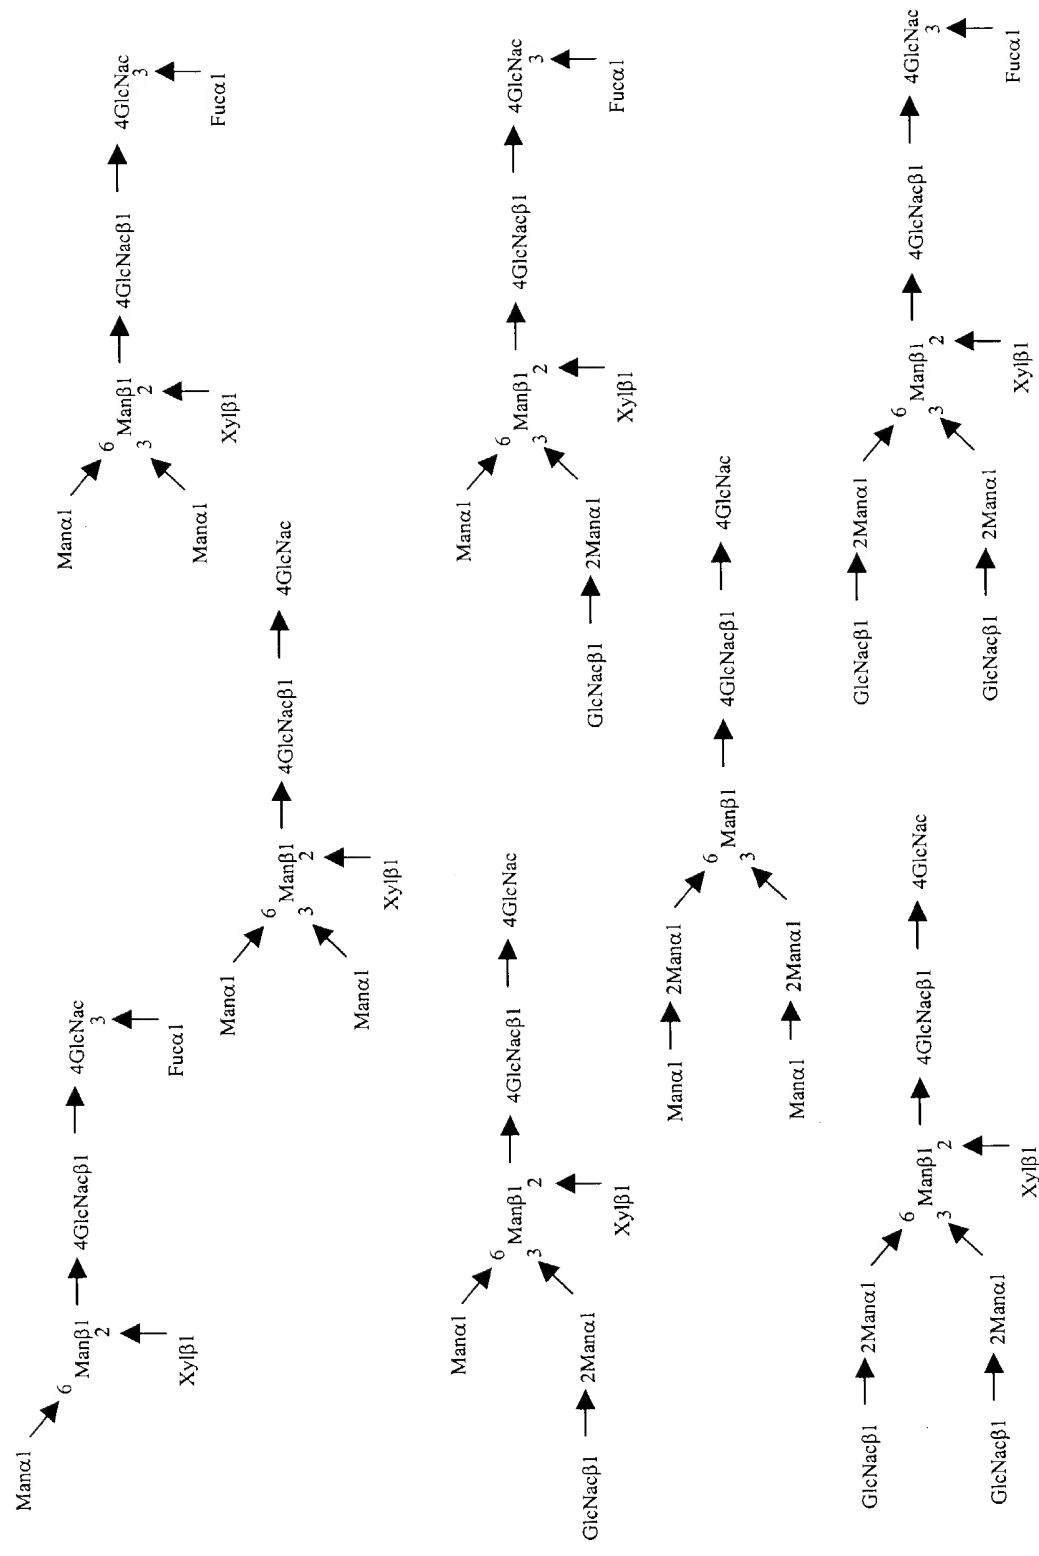 Manα1
6
Manβ1 4GlcNacβ1 4GlcNac
2 3
Xylβ1 Fucα1
Manα1
6
Manβ1 4GlcNacβ1 4GlcNac
3 2 3
Manα1 Xylβ1 Fucα1
Manα1
6
Manβ1 4GlcNacβ1 4GlcNac
3 2
Manα1 Xylβ1
Manα1
6
Manβ1 4GlcNacβ1 4GlcNac
3 2
GlcNacβ1 2Manα1 Xylβ1
Manα1
6
Manβ1 4GlcNacβ1 4GlcNac
3 2 3
GlcNacβ1 2Manα1 Xylβ1 Fucα1
Manα1 2Manα1
6
Manβ1 4GlcNacβ1 4GlcNac
3
Manα1 2Manα1
GlcNacβ1 2Manα1
6
Manβ1 4GlcNacβ1 4GlcNac
3 2
GlcNacβ1 2Manα1 Xylβ1
GlcNacβ1 2Manα1
6
Manβ1 4GlcNacβ1 4GlcNac
3 2 3
GlcNacβ1 2Manα1 Xylβ1 Fucα1